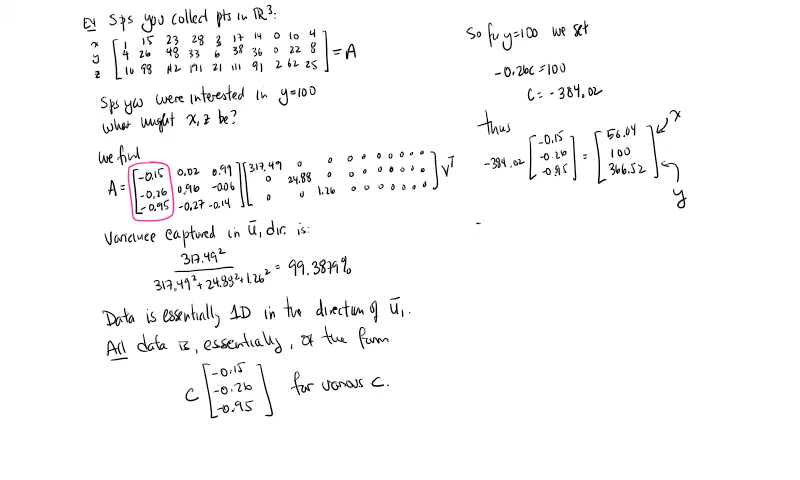 Ex Sps you collect pts in ℝ³:
x [ 1 15 23 28 3 17 14 0 10 4
y 4 26 48 33 6 38 36 0 22 8 ] = A
z 16 98 112 171 21 111 91 2 62 25
Sps you were interested in y=100
What might x, z be?
We find
A = [ -0.15 0.02 0.99 ] [ 317.49 0 0 0 0 0 0 0 0 0 ] Vᵀ
-0.26 0.96 -0.06 0 24.88 0 0 0 0 0 0 0 0
-0.95 -0.27 -0.14 0 0 1.26 0 0 0 0 0 0 0
Variance captured in ū₁ dir. is:
317.49²
317.49² + 24.88² + 1.26² = 99.3879%
Data is essentially 1D in the direction of ū₁.
All data is, essentially, of the form
C [ -0.15
-0.26
-0.95 ] for various c.
So for y=100 we set
-0.26c = 100
C = -384.02
thus
-384.02 [ -0.15
-0.26
-0.95 ] = [ 56.04
100
366.52 ]
x
y